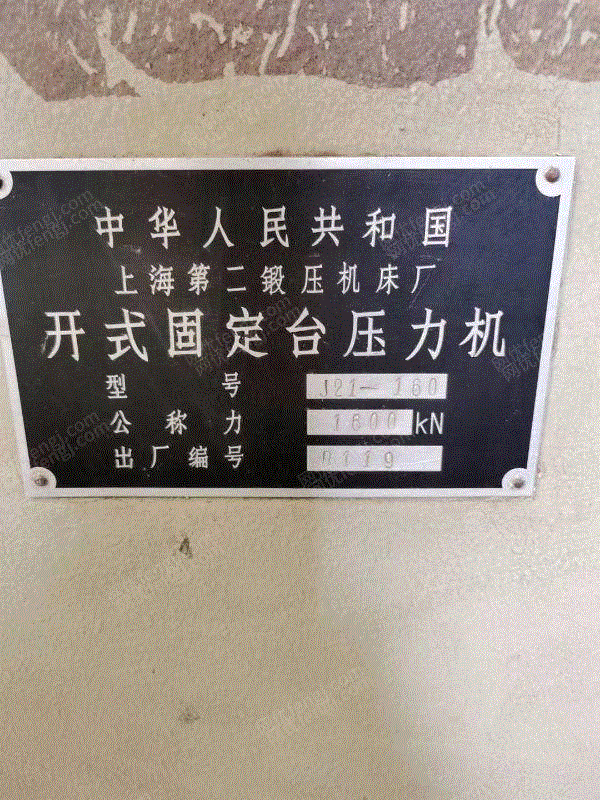 中华人民共和国
上海第二锻压机床厂
开式固定台压力机
型号 J21-160
公称力 1600 kN
出厂编号 0119